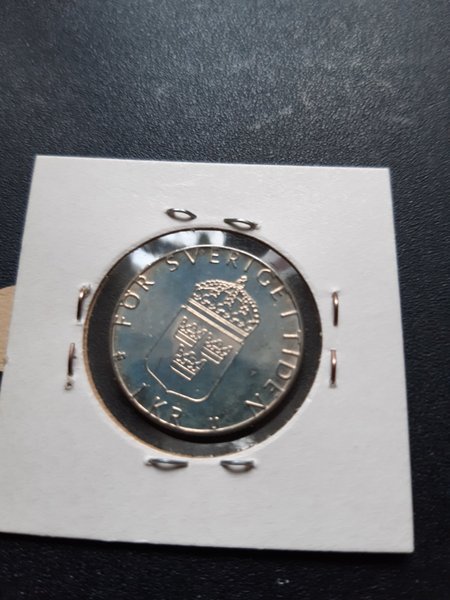 FÖR SVERIGE I TIDEN
1 KR U